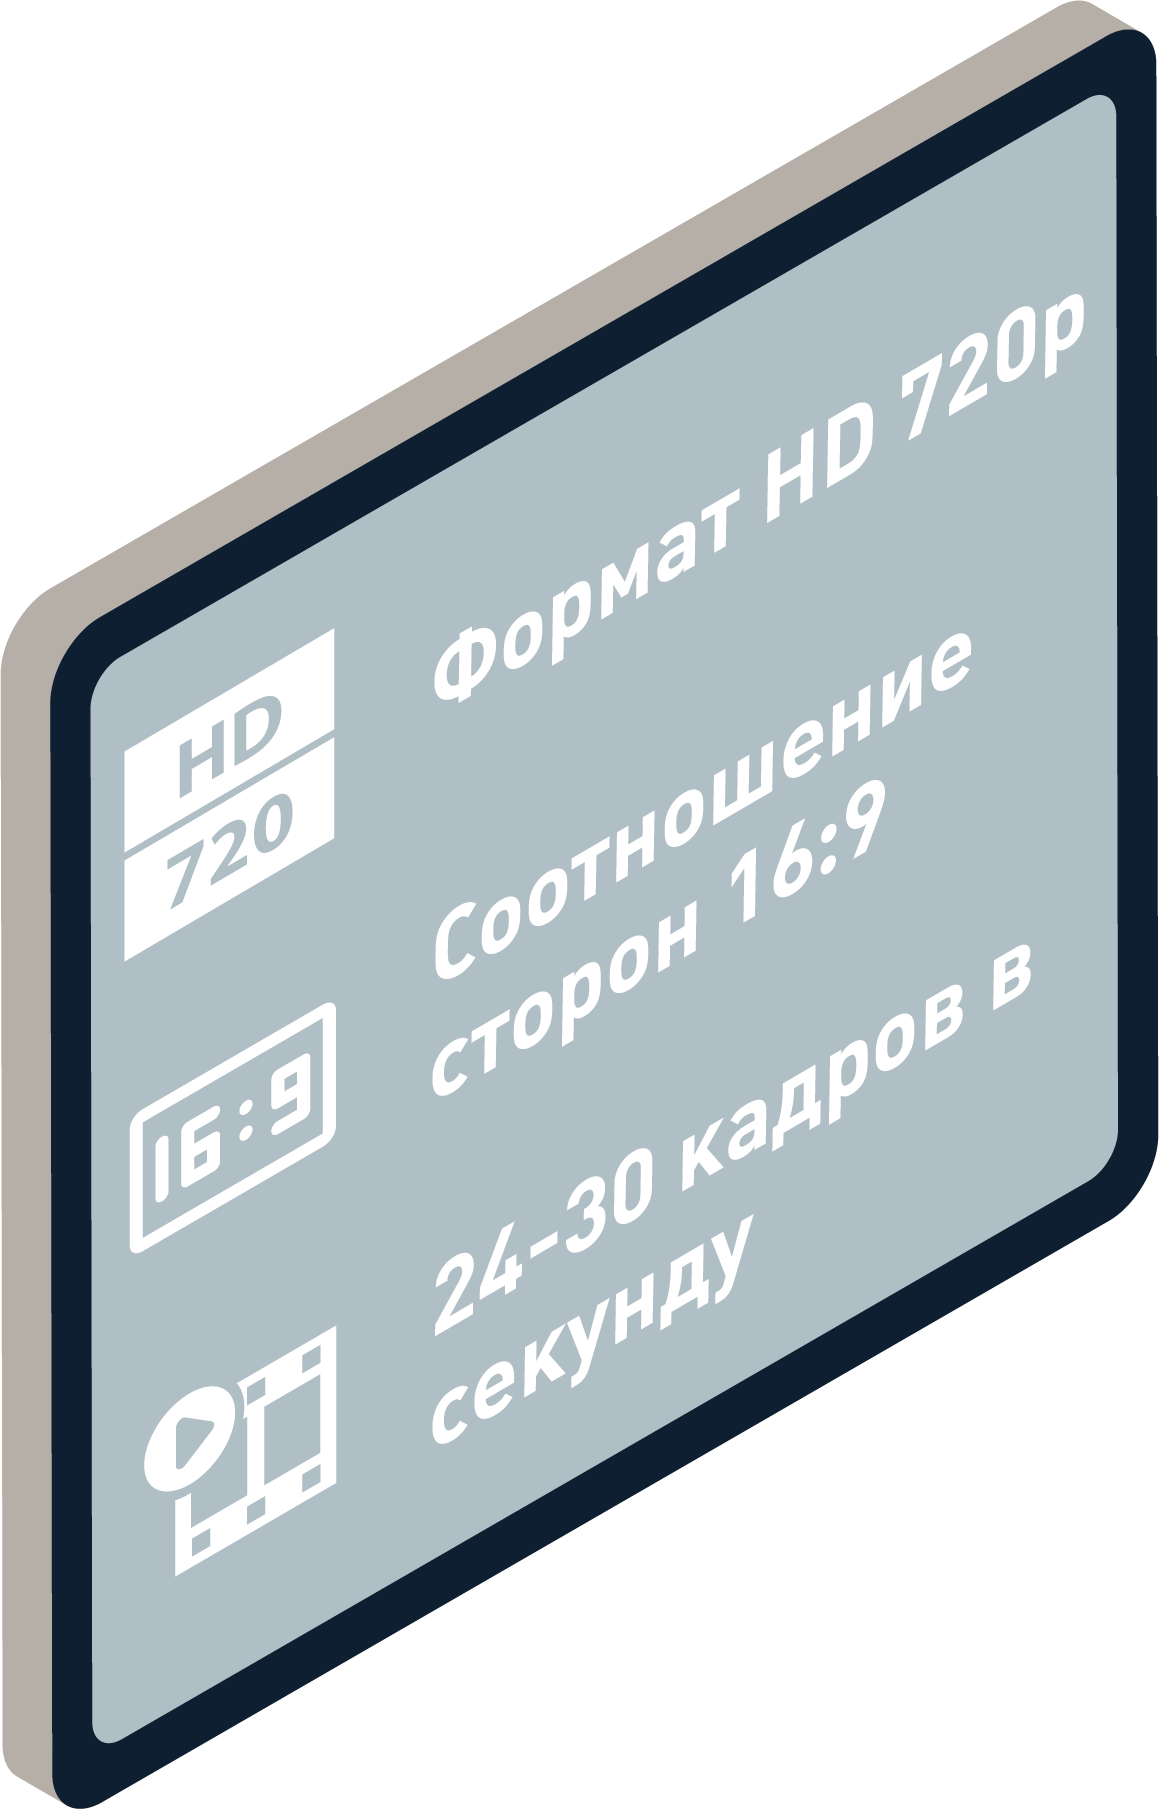 HD
720
Формат HD 720p
16:9
Соотношение
сторон 16:9
24-30 кадров в
секунду